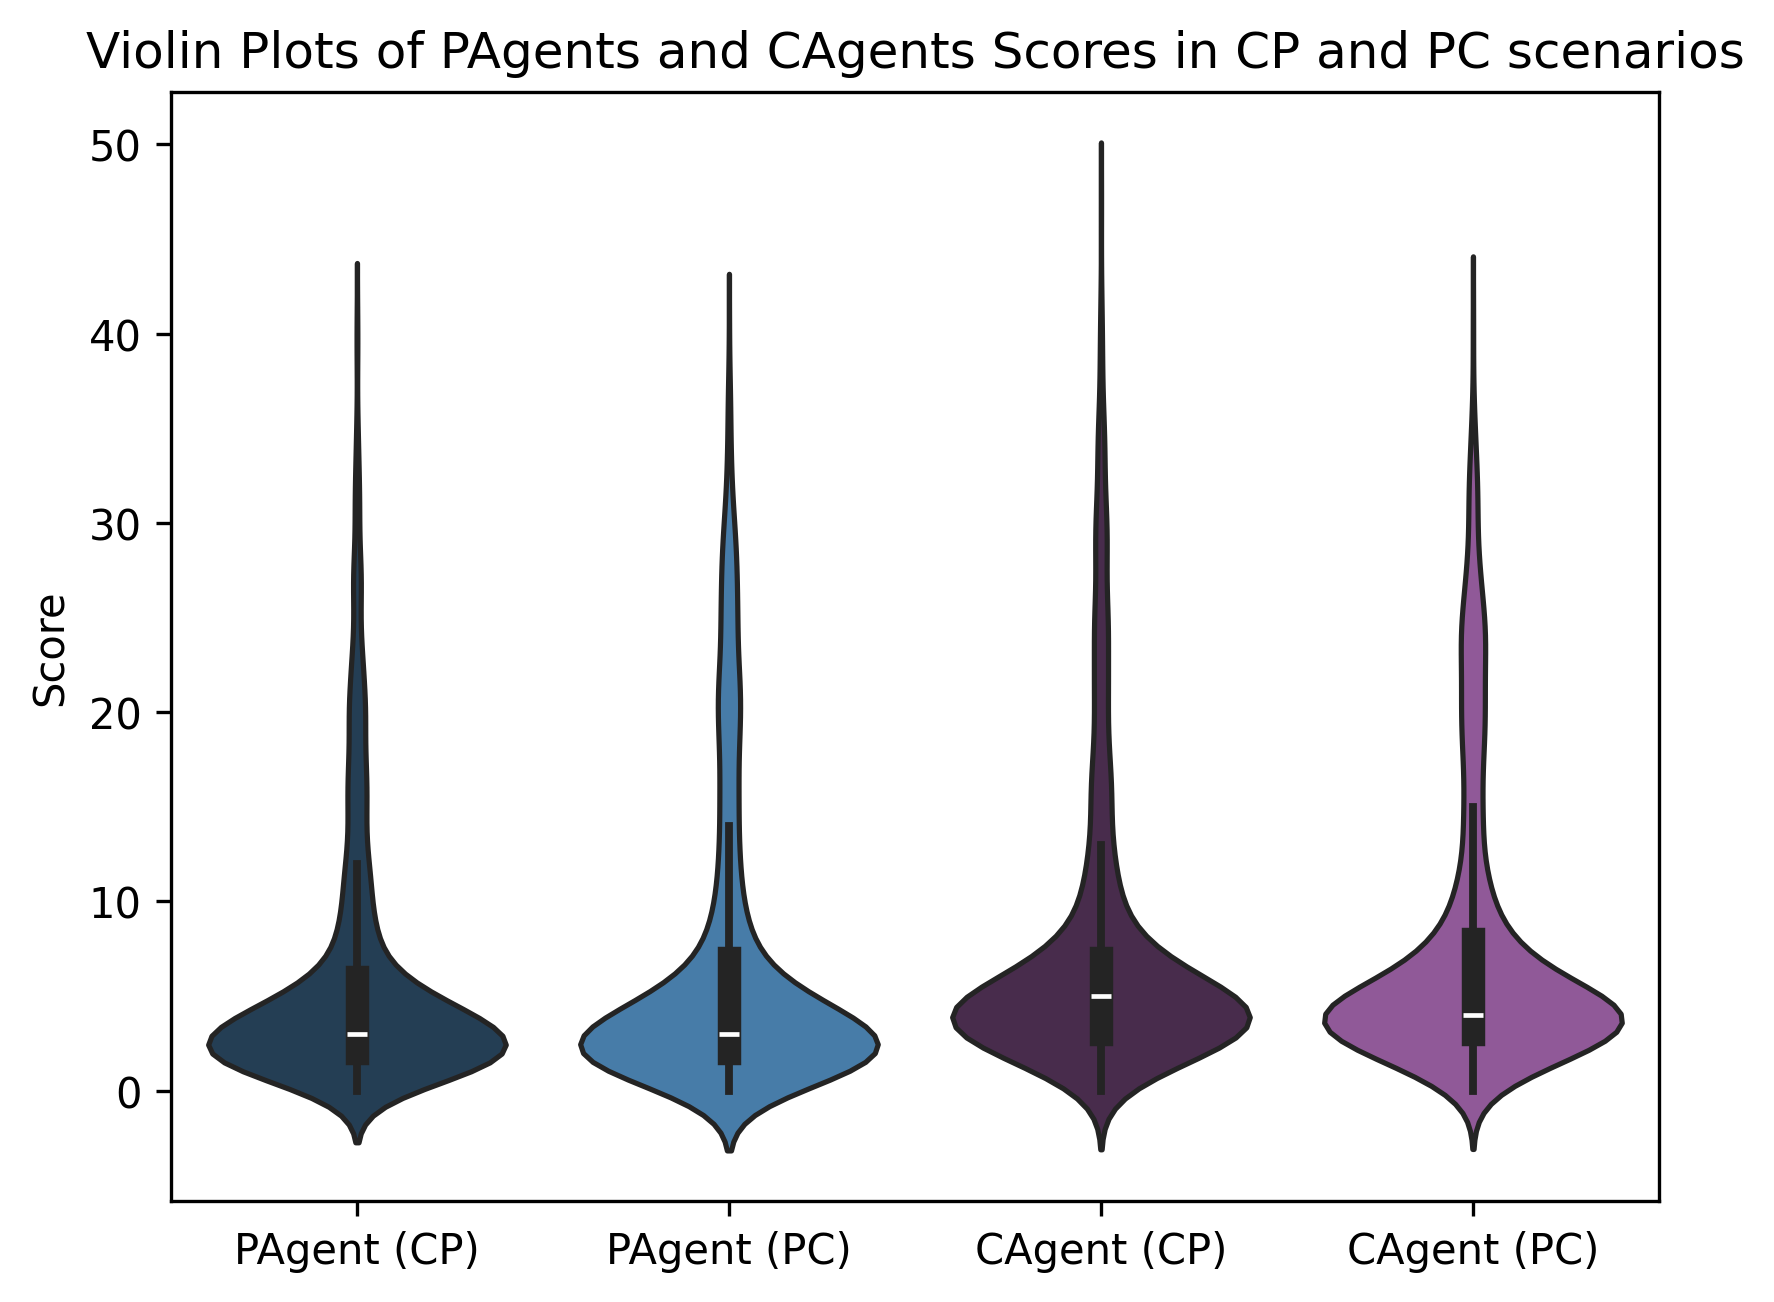 Violin Plots of PAgents and CAgents Scores in CP and PC scenarios
50
40
30
20
10
0
Score
PAgent (CP)
PAgent (PC)
CAgent (CP)
CAgent (PC)